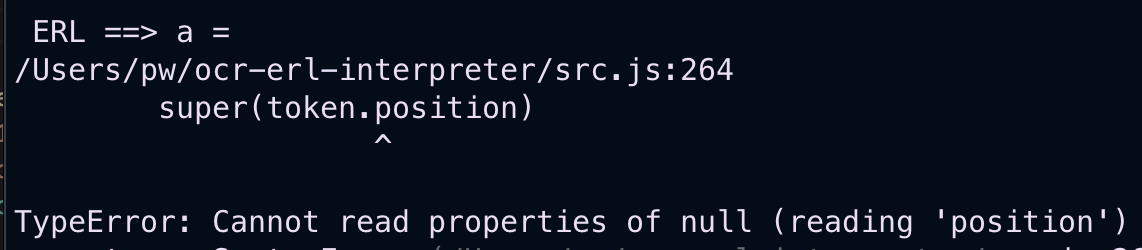 ERL ==> a =
/Users/pw/ocr-erl-interpreter/src.js:264
super(token.position)
^
TypeError: Cannot read properties of null (reading 'position')